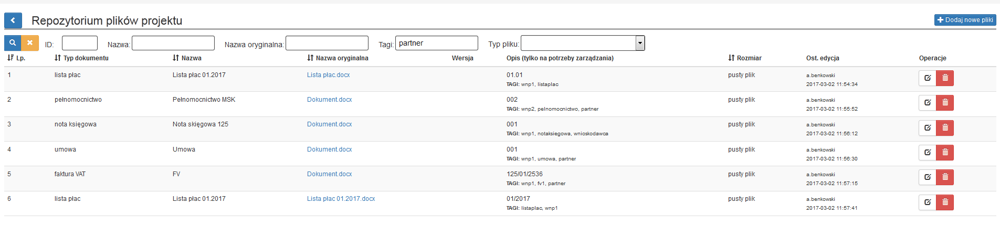 Repozytorium plików projektu
Dodaj nowe pliki
ID: Nazwa: Nazwa oryginalna: Tagi: partner Typ pliku:
Lp. Typ dokumentu Nazwa Nazwa oryginalna Wersja Opis (tylko na potrzeby zarządzania) Rozmiar Ost. edycja Operacje
1 lista płac Lista płac 01.2017 Lista płac.docx 01.01 pusty plik a.benkowski
TAGI: wnp1, listaplac 2017-03-02 11:54:34
2 pełnomocnictwo Pełnomocnictwo MSK Dokument.docx 002 pusty plik a.benkowski
TAGI: wnp2, pelnomocnictwo, partner 2017-03-02 11:55:52
3 nota księgowa Nota skięgowa 125 Dokument.docx 001 pusty plik a.benkowski
TAGI: wnp1, notaksiegowa, wnioskodawca 2017-03-02 11:56:12
4 umowa Umowa Dokument.docx 001 pusty plik a.benkowski
TAGI: wnp1, umowa, partner 2017-03-02 11:56:30
5 faktura VAT FV Dokument.docx 125/01/2536 pusty plik a.benkowski
TAGI: wnp1, fv1, partner 2017-03-02 11:57:15
6 lista płac Lista płac 01.2017 Lista płac 01.2017.docx 01/2017 pusty plik a.benkowski
TAGI: listaplac, wnp1 2017-03-02 11:57:41